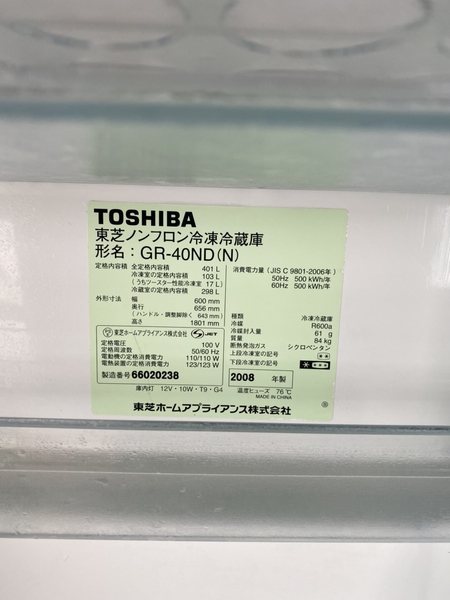 TOSHIBA
東芝ノンフロン冷凍冷蔵庫
形名：GR-40ND(N)
定格内容積 全定格内容積 401 L
冷凍室の定格内容積 103 L
(うちツースター性能冷凍室 17 L)
冷蔵室の定格内容積 298 L
外形寸法 幅 600 mm
奥行 656 mm
(ハンドル・調整脚除く 643 mm)
高さ 1801 mm
東芝ホームアプライアンス株式会社 JET
定格電圧 100 V
定格周波数 50/60 Hz
電動機の定格消費電力 110/110 W
電熱装置の定格消費電力 123/123 W
製造番号 66020238
消費電力量 (JIS C 9801-2006年)
50Hz 500 kWh/年
60Hz 500 kWh/年
種類 冷凍冷蔵庫
冷媒 R600a
冷媒封入量 61 g
質量 84 kg
断熱発泡ガス シクロペンタン
上段冷凍室の記号
下段冷凍室の記号
2008 年製
庫内灯 12V・10W・T9・G4
温度ヒューズ 76℃
MADE IN CHINA
東芝ホームアプライアンス株式会社